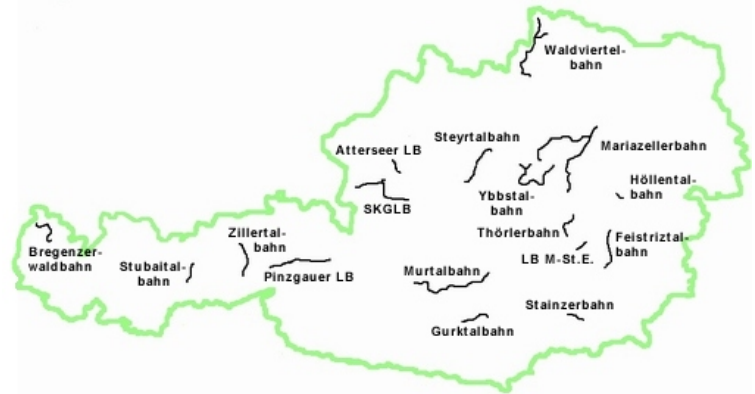 Waldviertel-
bahn
Steyrtalbahn
Mariazellerbahn
Atterseer LB
Höllental-
bahn
Ybbstal-
bahn
SKGLB
Thörlerbahn
Feistriztal-
bahn
Zillertal-
bahn
Bregenzer-
waldbahn
LB M-St.E.
Stubaital-
bahn
Pinzgauer LB
Murtalbahn
Stainzerbahn
Gurktalbahn